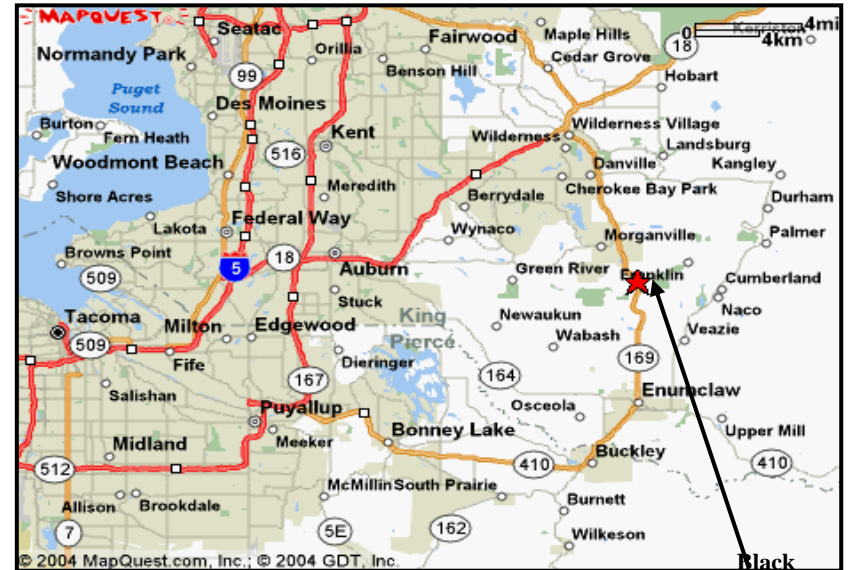 MAPQUEST
Seatac
Fairwood
Maple Hills
0 4mi
Kerriston
4km
18
Normandy Park
Orillia
Cedar Grove
Benson Hill
Hobart
99
Puget
Sound
Des Moines
Burton
Fern Heath
Kent
Wilderness
Wilderness Village
Landsburg
516
Woodmont Beach
Danville
Kangley
Shore Acres
Meredith
Berrydale
Cherokee Bay Park
Durham
Lakota
Federal Way
Wynaco
Morganville
Palmer
Browns Point
5
18
Auburn
509
Green River
Franklin
Cumberland
Stuck
Naco
Tacoma
Milton
Edgewood
King
Pierce
Newaukun
Wabash
Veazie
509
Fife
Dieringer
169
167
164
Salishan
Enumclaw
Puyallup
Osceola
Midland
Meeker
Bonney Lake
Upper Mill
Buckley
512
410
410
McMillin
South Prairie
Allison
Brookdale
Burnett
7
5E
162
Wilkeson
© 2004 MapQuest.com, Inc.; © 2004 GDT, Inc.
Black